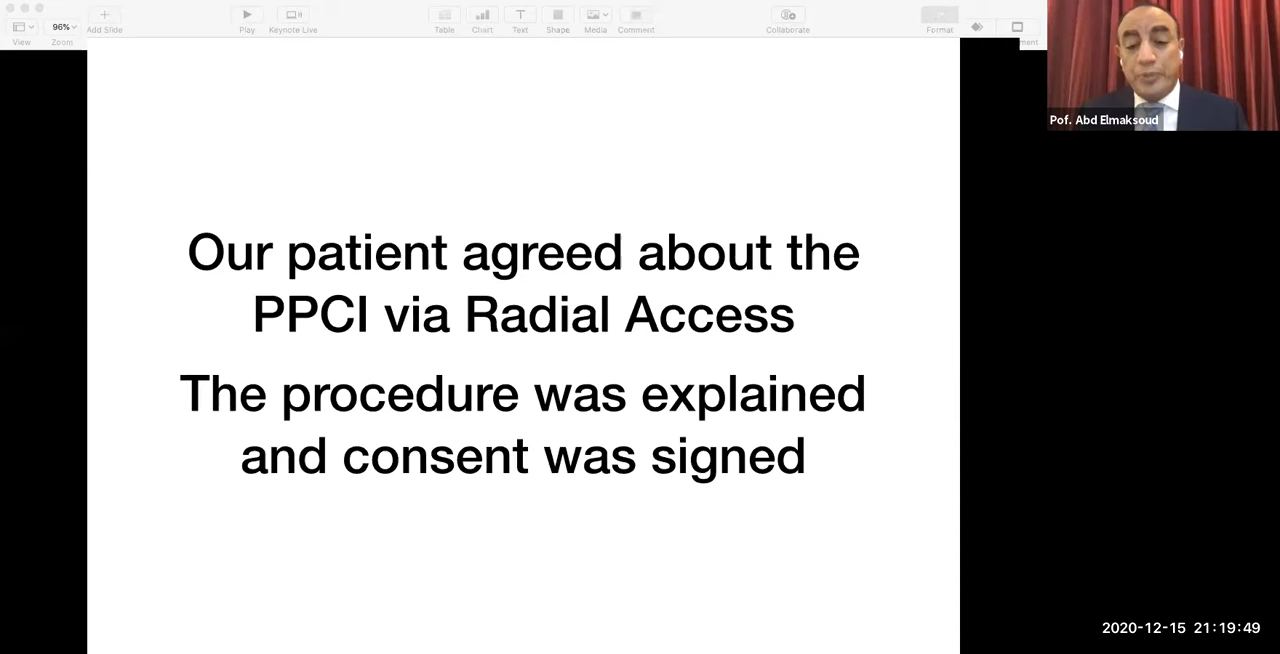 96%
View
Zoom
Add Slide
Play
Keynote Live
Table
Chart
Text
Shape
Media
Comment
Collaborate
Format
ment
Pof. Abd Elmaksoud
Our patient agreed about the
PPCI via Radial Access
The procedure was explained
and consent was signed
2020-12-15 21:19:49